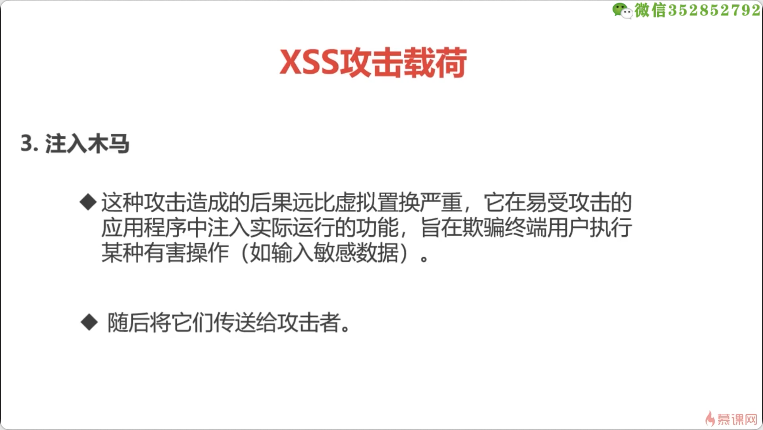 微信352852792
XSS攻击载荷
3. 注入木马
◆这种攻击造成的后果远比虚拟置换严重，它在易受攻击的
应用程序中注入实际运行的功能，旨在欺骗终端用户执行
某种有害操作（如输入敏感数据）。
◆ 随后将它们传送给攻击者。
慕课网